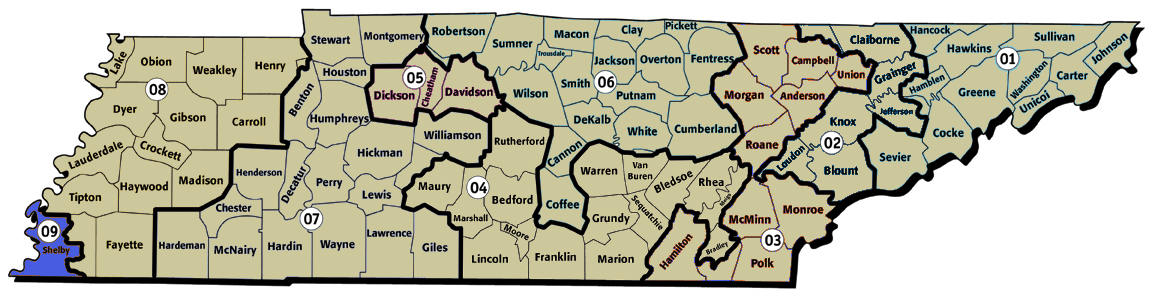 Lake
Obion
Weakley
Henry
08
Dyer
Gibson
Carroll
Lauderdale
Crockett
Tipton
Haywood
Madison
Fayette
09
Shelby
Stewart
Montgomery
Houston
Benton
Humphreys
Hickman
Henderson
Decatur
Perry
Lewis
Chester
07
Hardeman
McNairy
Hardin
Wayne
Lawrence
Giles
Williamson
05
Dickson
Cheatham
Davidson
Robertson
Sumner
Macon
Trousdale
Clay
Pickett
Jackson
Overton
Fentress
Wilson
Smith
06
Putnam
DeKalb
White
Cumberland
Cannon
Coffee
Rutherford
Maury
04
Bedford
Marshall
Moore
Lincoln
Franklin
Warren
Van
Buren
Bledsoe
Rhea
Meigs
Grundy
Sequatchie
Marion
Hamilton
Bradley
McMinn
Monroe
03
Polk
Scott
Campbell
Union
Morgan
Anderson
Roane
Claiborne
Grainger
Knox
Jefferson
02
Loudon
Blount
Sevier
Hancock
Hawkins
Sullivan
01
Johnson
Hamblen
Greene
Washington
Carter
Unicoi
Cocke